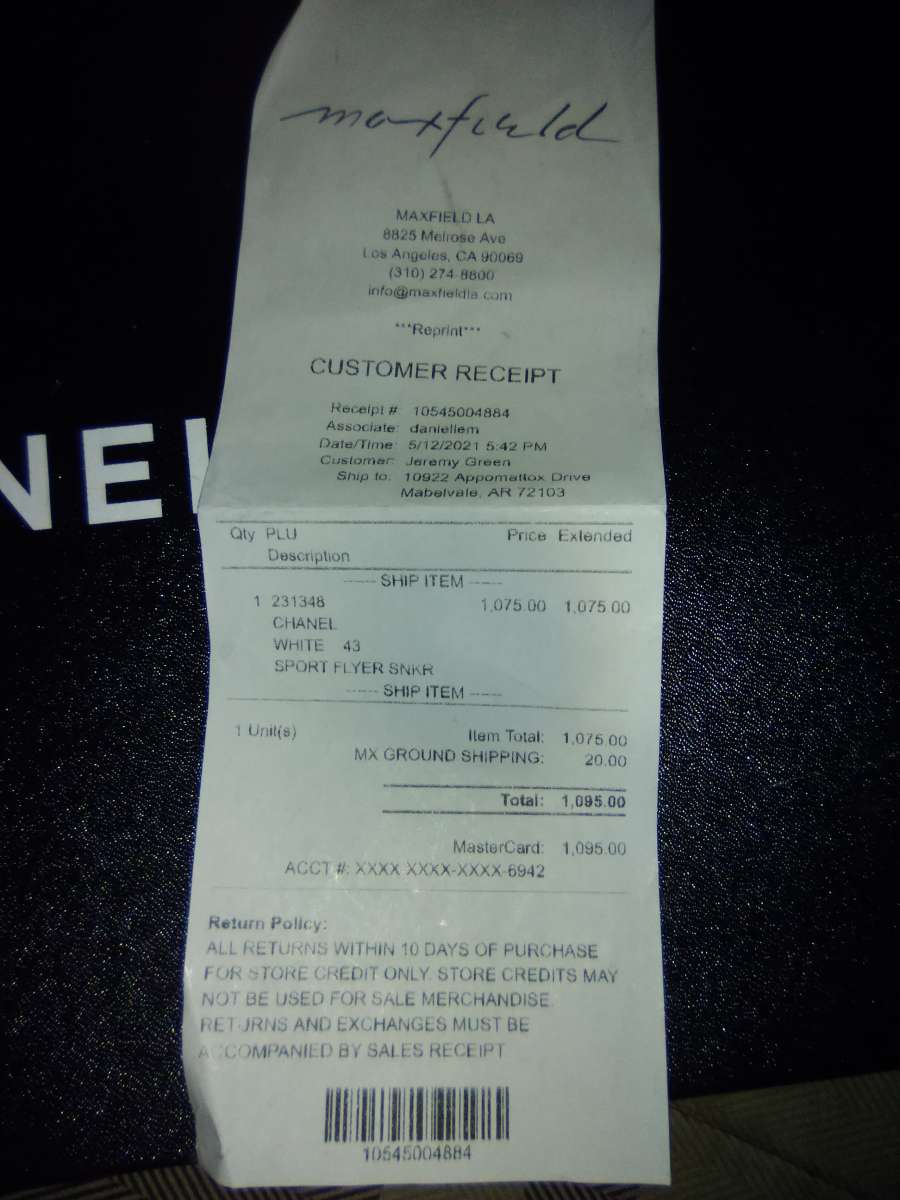 maxfield
MAXFIELD LA
8825 Melrose Ave
Los Angeles, CA 90069
(310) 274-8800
info@maxfieldla.com
***Reprint***
CUSTOMER RECEIPT
Receipt #: 10545004884
Associate: daniellem
Date/Time: 5/12/2021 5:42 PM
Customer: Jeremy Green
Ship to: 10922 Appomattox Drive
Mabelvale, AR 72103
NEL
Qty PLU Price Extended
Description
------ SHIP ITEM ------
1 231348 1,075.00 1,075.00
CHANEL
WHITE 43
SPORT FLYER SNKR
------ SHIP ITEM ------
1 Unit(s) Item Total: 1,075.00
MX GROUND SHIPPING: 20.00
Total: 1,095.00
MasterCard: 1,095.00
ACCT #: XXXX-XXXX-XXXX-6942
Return Policy:
ALL RETURNS WITHIN 10 DAYS OF PURCHASE
FOR STORE CREDIT ONLY. STORE CREDITS MAY
NOT BE USED FOR SALE MERCHANDISE.
RETURNS AND EXCHANGES MUST BE
ACCOMPANIED BY SALES RECEIPT
10545004884